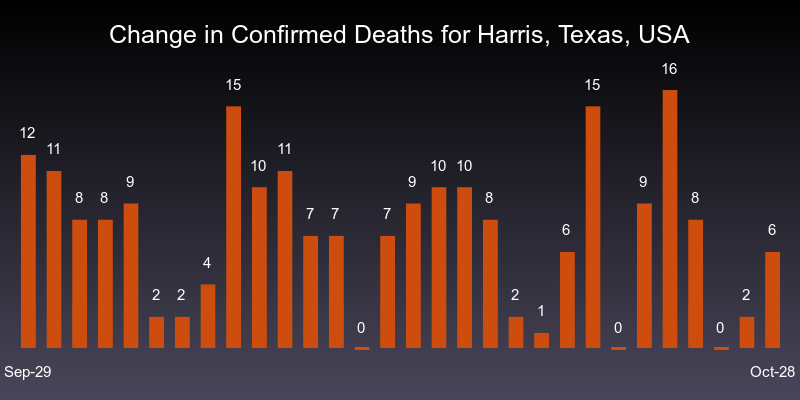 Change in Confirmed Deaths for Harris, Texas, USA
12 11 8 8 9 2 2 4 15 10 11 7 7 0 7 9 10 10 8 2 1 6 15 0 9 16 8 0 2 6
Sep-29 Oct-28